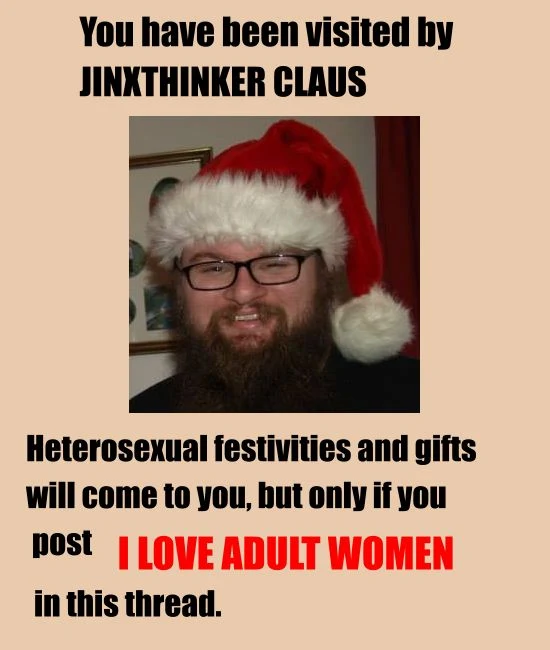 You have been visited by
JINXTHINKER CLAUS
Heterosexual festivities and gifts
will come to you, but only if you
post I LOVE ADULT WOMEN
in this thread.